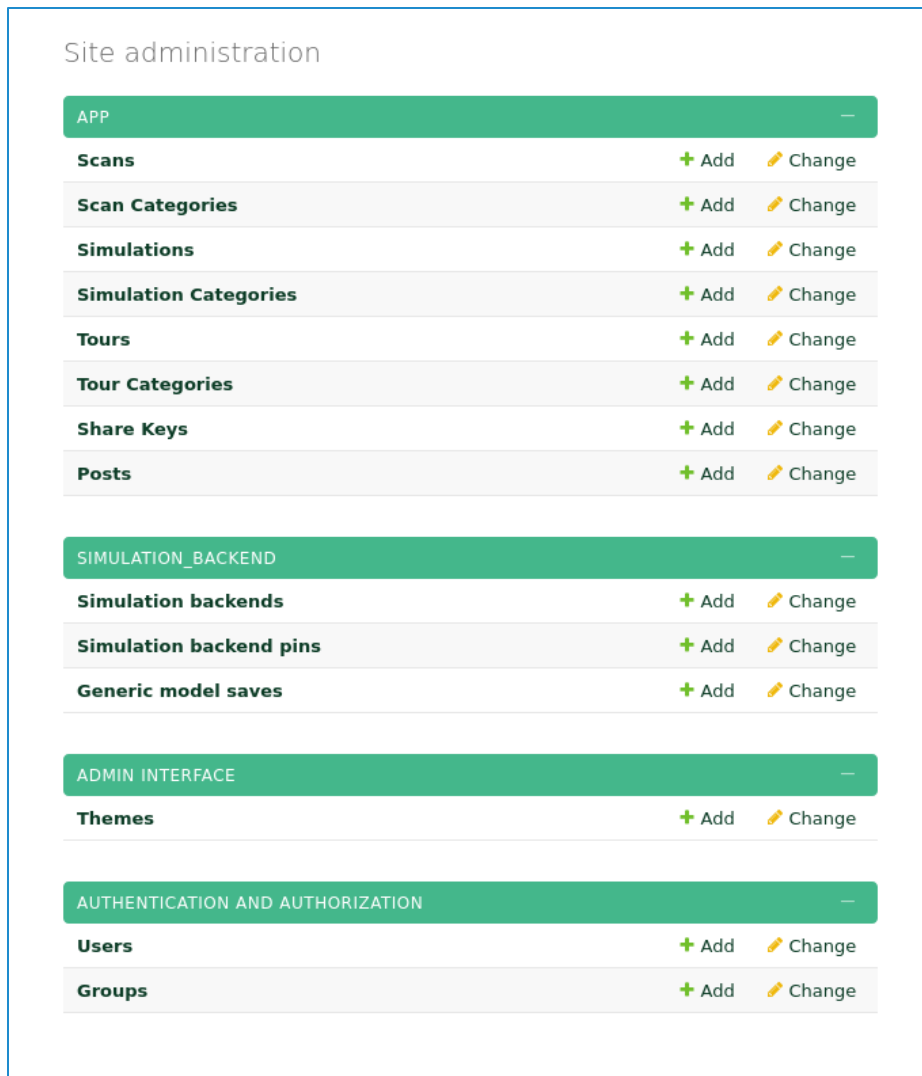 Site administration
APP
Scans Add Change
Scan Categories Add Change
Simulations Add Change
Simulation Categories Add Change
Tours Add Change
Tour Categories Add Change
Share Keys Add Change
Posts Add Change
SIMULATION_BACKEND
Simulation backends Add Change
Simulation backend pins Add Change
Generic model saves Add Change
ADMIN INTERFACE
Themes Add Change
AUTHENTICATION AND AUTHORIZATION
Users Add Change
Groups Add Change